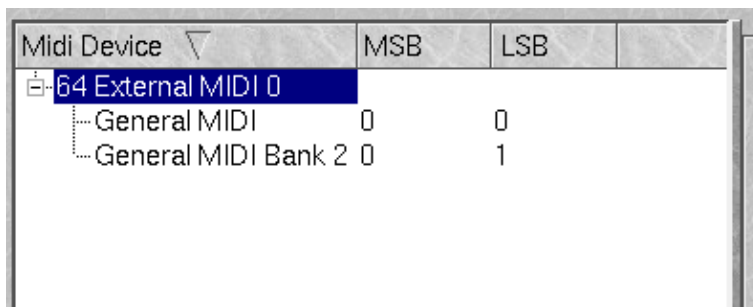 Midi Device MSB LSB
64 External MIDI 0
General MIDI 0 0
General MIDI Bank 2 0 1